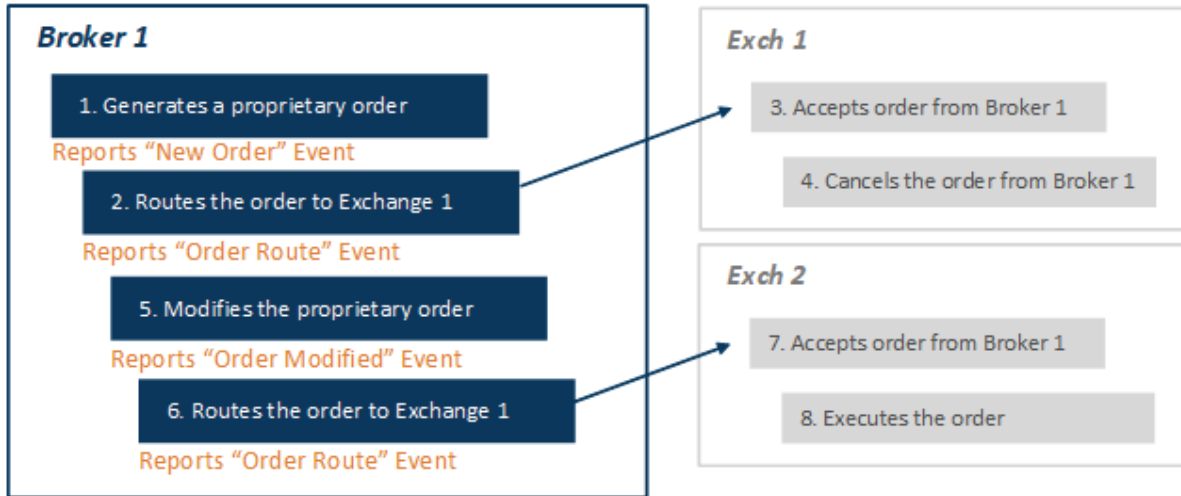 Broker 1
1. Generates a proprietary order
Reports “New Order” Event
2. Routes the order to Exchange 1
Reports “Order Route” Event
5. Modifies the proprietary order
Reports “Order Modified” Event
6. Routes the order to Exchange 1
Reports “Order Route” Event
Exch 1
3. Accepts order from Broker 1
4. Cancels the order from Broker 1
Exch 2
7. Accepts order from Broker 1
8. Executes the order